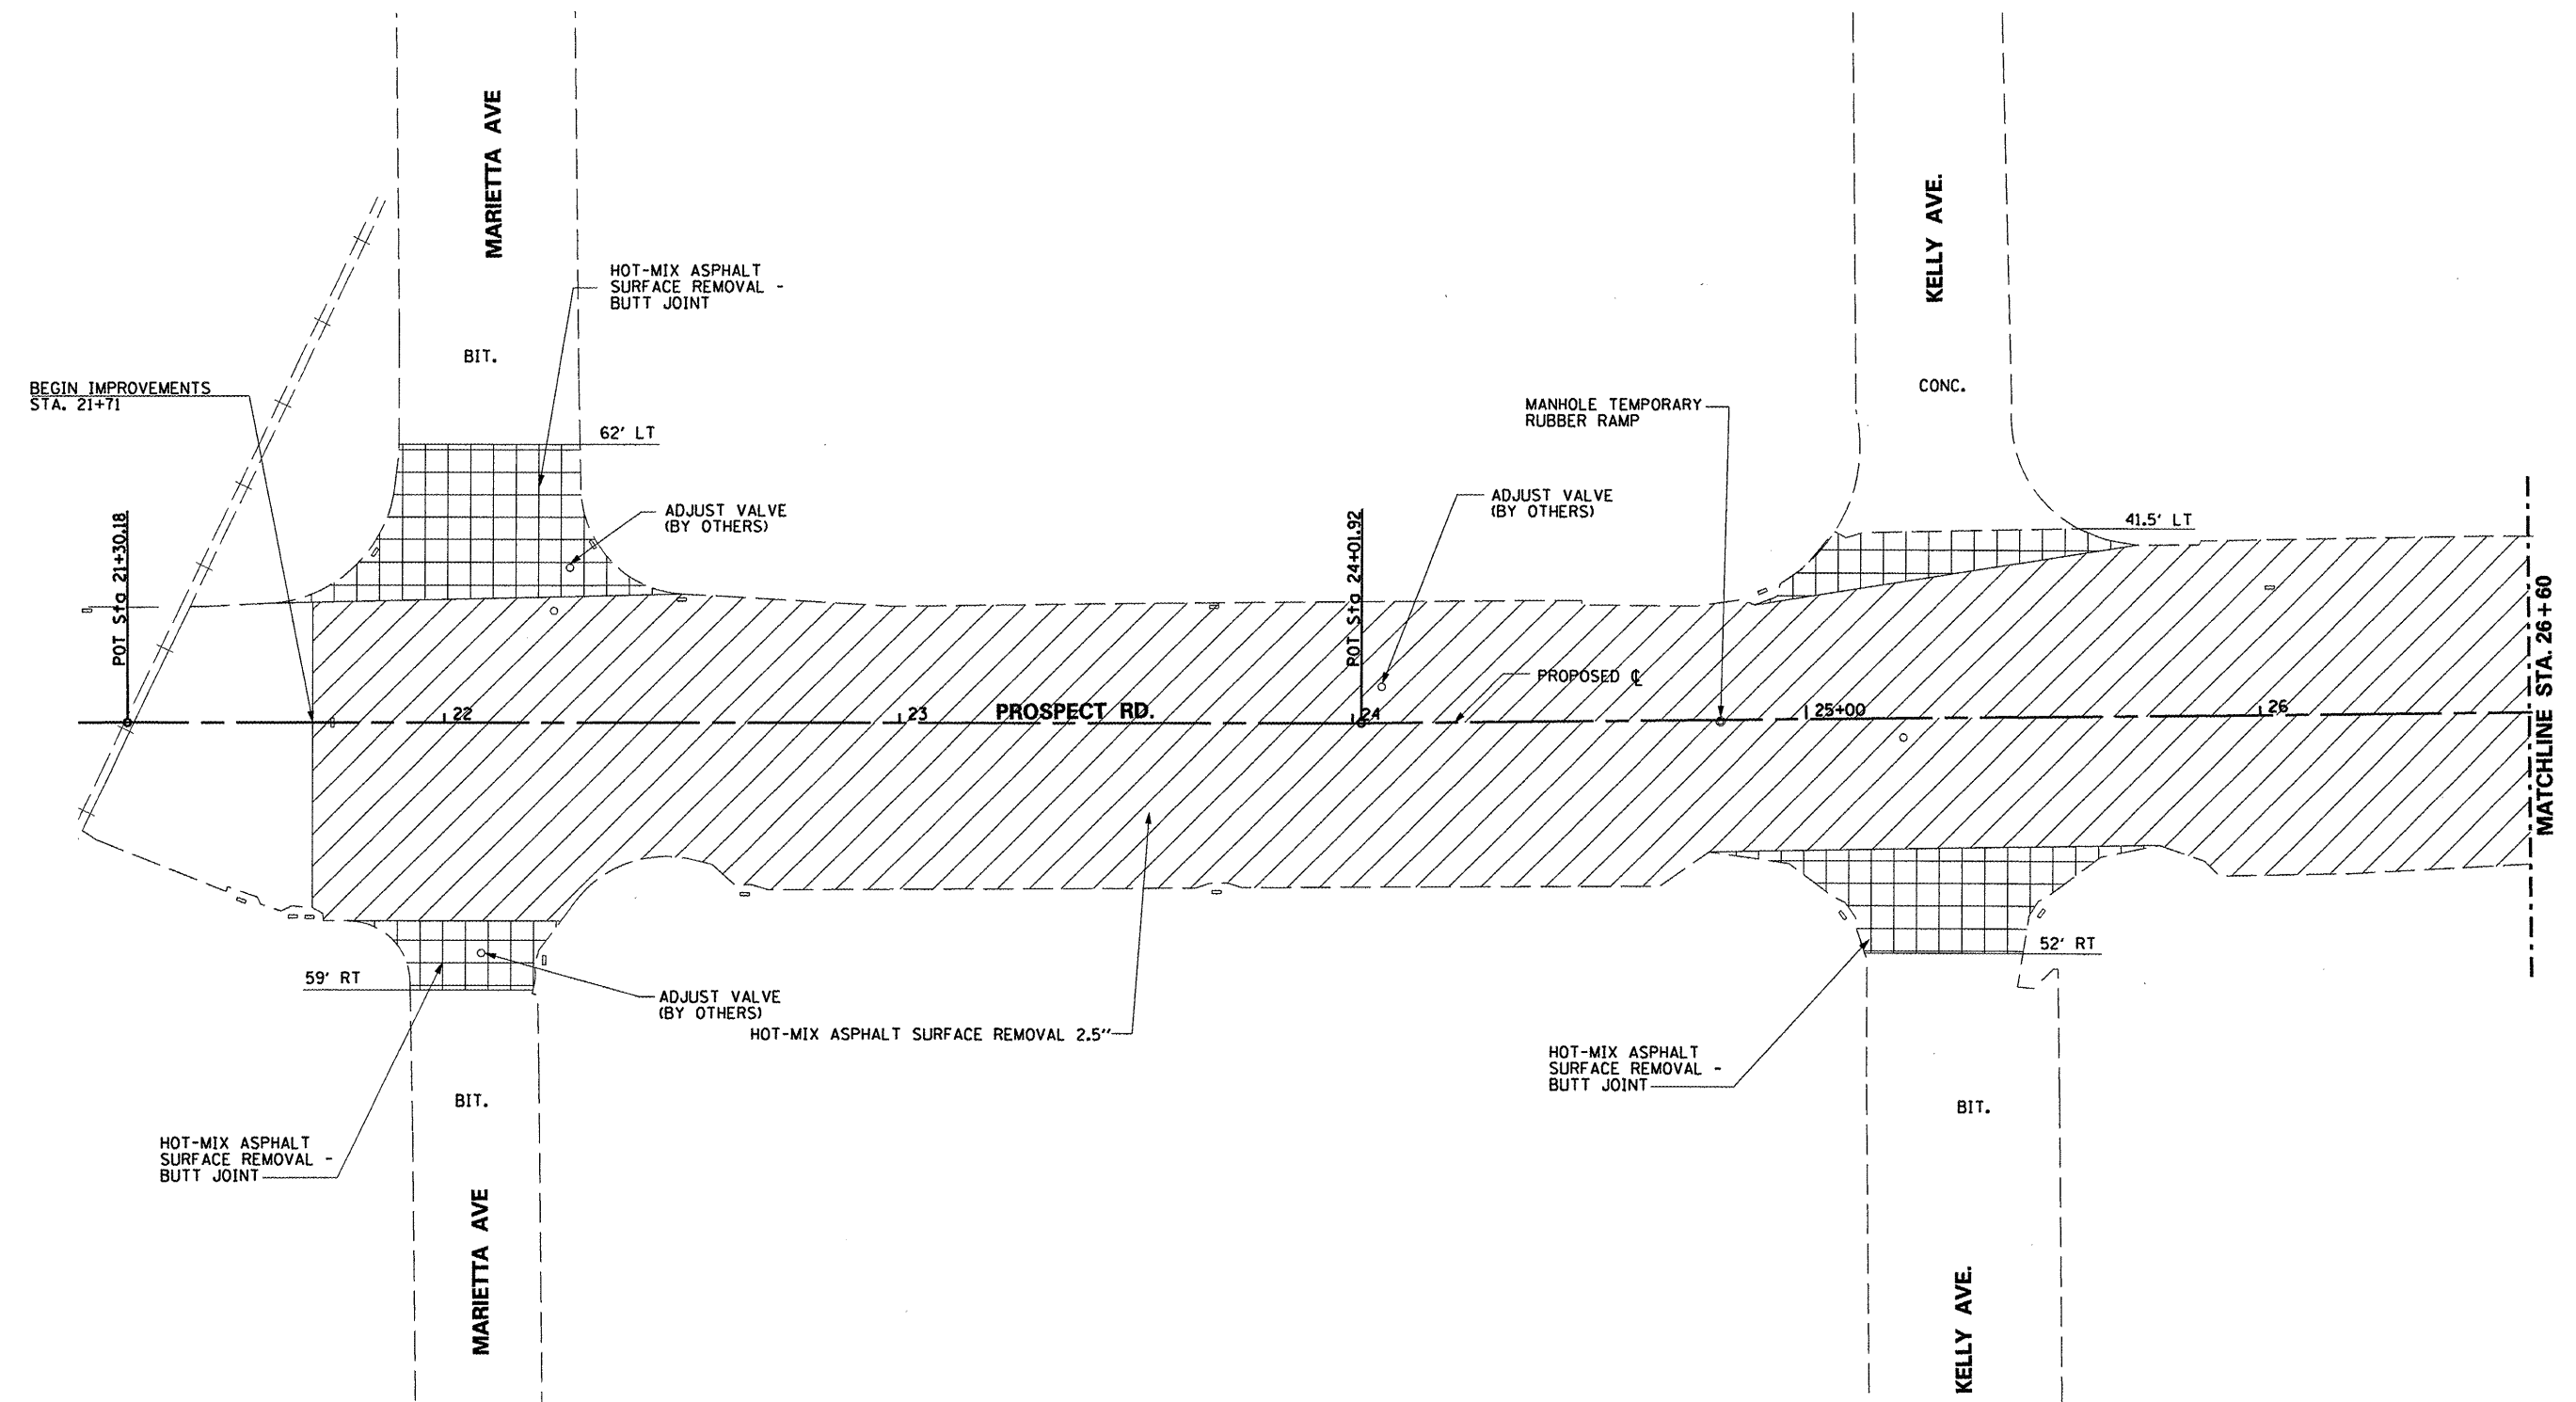 MARIETTA AVE
KELLY AVE.
HOT-MIX ASPHALT
SURFACE REMOVAL -
BUTT JOINT
BIT.
CONC.
BEGIN IMPROVEMENTS
STA. 21+71
MANHOLE TEMPORARY
RUBBER RAMP
62' LT
ADJUST VALVE
(BY OTHERS)
ADJUST VALVE
(BY OTHERS)
41.5' LT
POT Sta 21+30.18
POT Sta 24+01.92
MATCHLINE STA. 26+60
PROPOSED ℄
22
23
PROSPECT RD.
24
25+00
26
52' RT
59' RT
ADJUST VALVE
(BY OTHERS)
HOT-MIX ASPHALT SURFACE REMOVAL 2.5"
HOT-MIX ASPHALT
SURFACE REMOVAL -
BUTT JOINT
BIT.
BIT.
HOT-MIX ASPHALT
SURFACE REMOVAL -
BUTT JOINT
MARIETTA AVE
KELLY AVE.